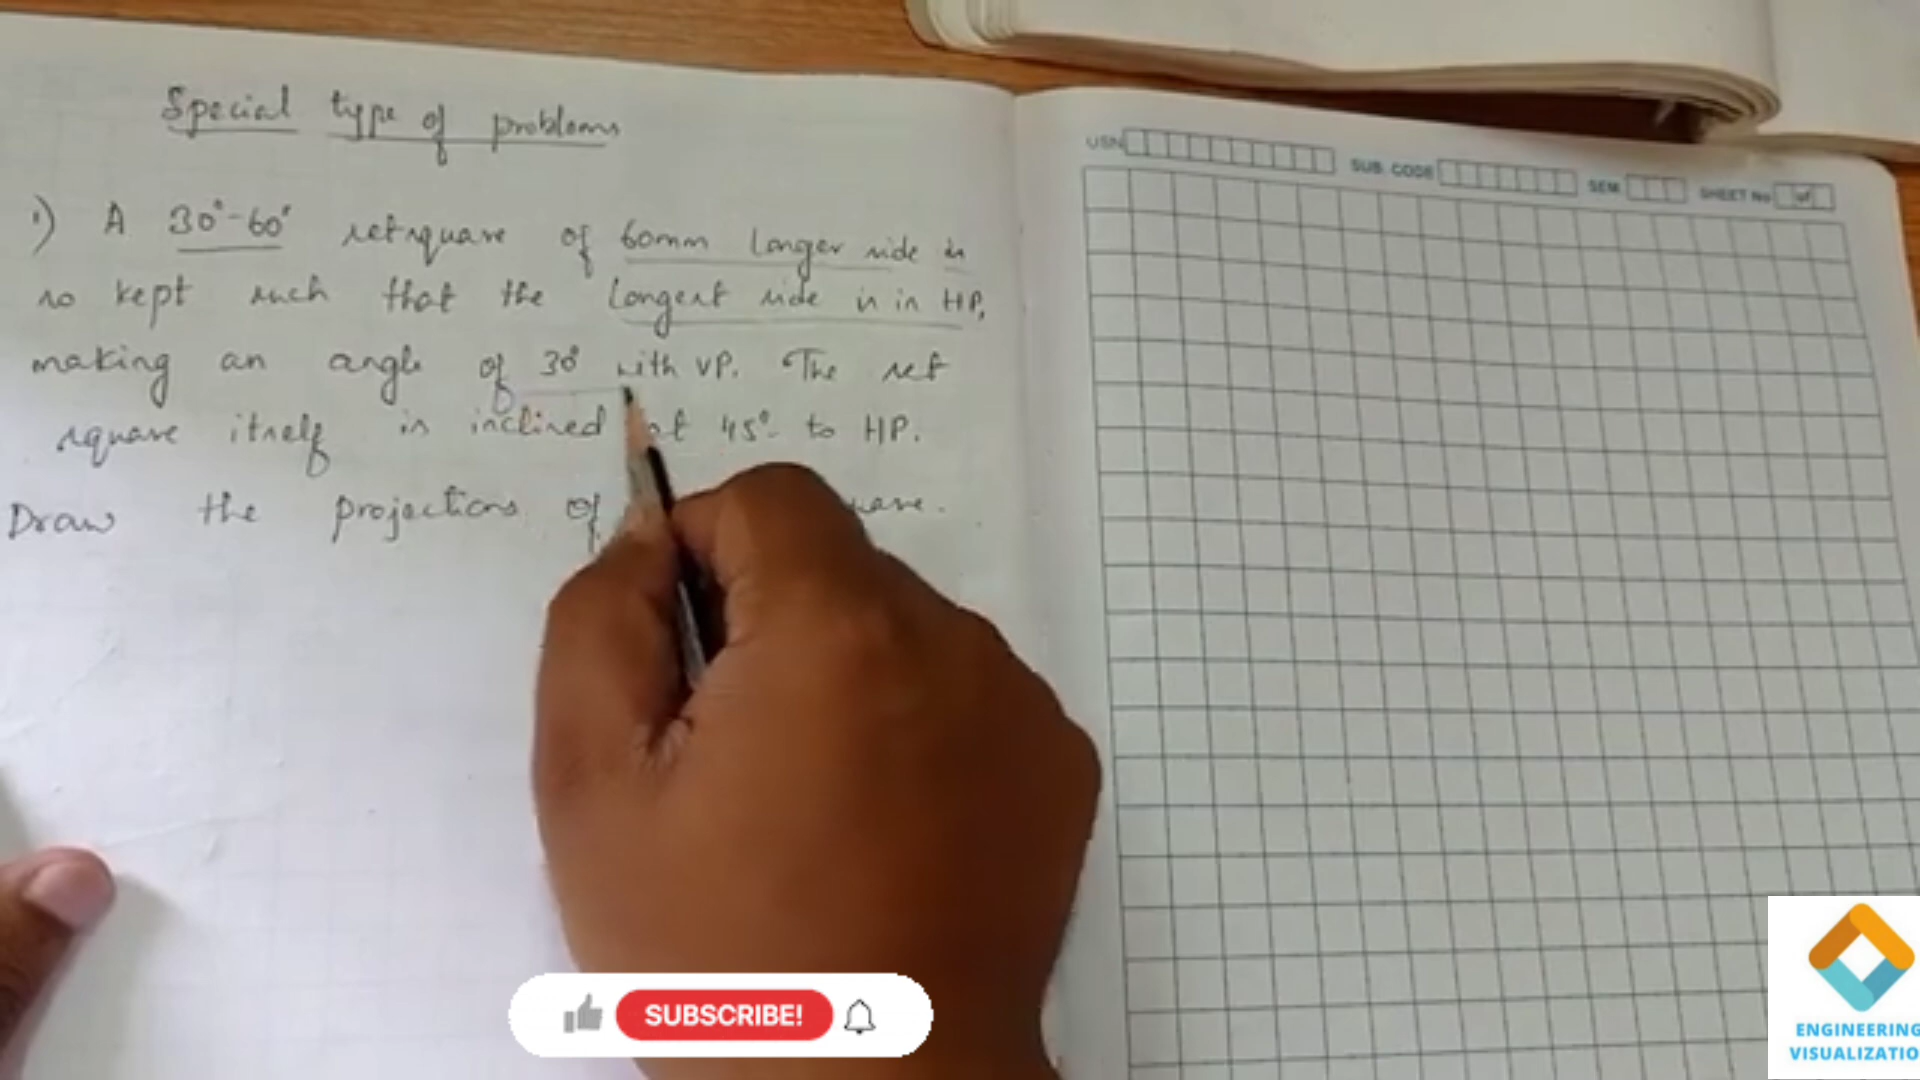 Special type of problems
1) A 30°-60° setsquare of 60mm longer side is
so kept such that the longest side is in HP,
making an angle of 30° with VP. The set
square itself is inclined at 45° to HP.
Draw the projections of
USN SUB CODE SEM SHEET No of
SUBSCRIBE!
ENGINEERING
VISUALIZATIO